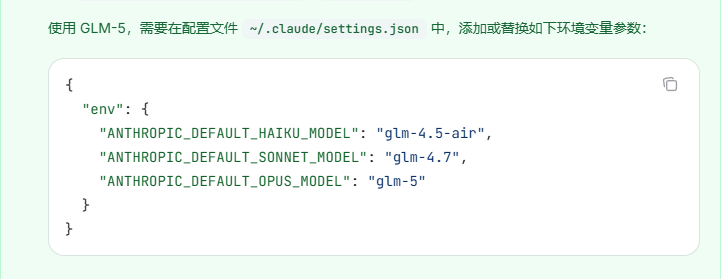 使用 GLM-5，需要在配置文件 ~/.claude/settings.json 中，添加或替换如下环境变量参数：
{
  "env": {
    "ANTHROPIC_DEFAULT_HAIKU_MODEL": "glm-4.5-air",
    "ANTHROPIC_DEFAULT_SONNET_MODEL": "glm-4.7",
    "ANTHROPIC_DEFAULT_OPUS_MODEL": "glm-5"
  }
}